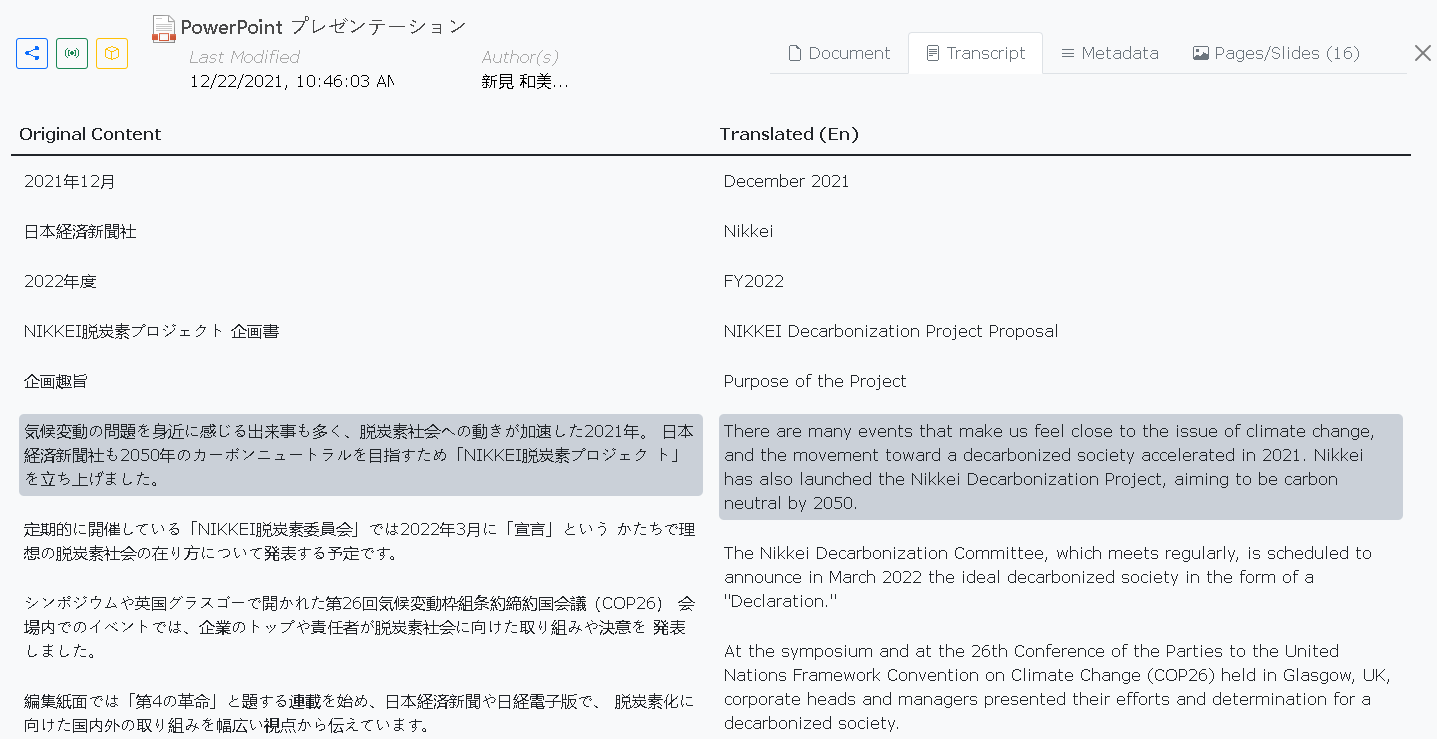 PowerPoint プレゼンテーション
Last Modified
Author(s)
12/22/2021, 10:46:03 AM
新見 和美...
Document
Transcript
Metadata
Pages/Slides (16)
Original Content
Translated (En)
2021年12月
December 2021
日本経済新聞社
Nikkei
2022年度
FY2022
NIKKEI脱炭素プロジェクト 企画書
NIKKEI Decarbonization Project Proposal
企画趣旨
Purpose of the Project
気候変動の問題を身近に感じる出来事も多く、脱炭素社会への動きが加速した2021年。 日本
経済新聞社も2050年のカーボンニュートラルを目指すため「NIKKEI脱炭素プロジェク ト」
を立ち上げました。
There are many events that make us feel close to the issue of climate change,
and the movement toward a decarbonized society accelerated in 2021. Nikkei
has also launched the Nikkei Decarbonization Project, aiming to be carbon
neutral by 2050.
定期的に開催している「NIKKEI脱炭素委員会」では2022年3月に「宣言」という かたちで理
想の脱炭素社会の在り方について発表する予定です。
The Nikkei Decarbonization Committee, which meets regularly, is scheduled to
announce in March 2022 the ideal decarbonized society in the form of a
"Declaration."
シンポジウムや英国グラスゴーで開かれた第26回気候変動枠組条約締約国会議（COP26） 会
場内でのイベントでは、企業のトップや責任者が脱炭素社会に向けた取り組みや決意を 発表
しました。
At the symposium and at the 26th Conference of the Parties to the United
Nations Framework Convention on Climate Change (COP26) held in Glasgow, UK,
corporate heads and managers presented their efforts and determination for a
decarbonized society.
編集紙面では「第4の革命」と題する連載を始め、日本経済新聞や日経電子版で、 脱炭素化に
向けた国内外の取り組みを幅広い視点から伝えています。